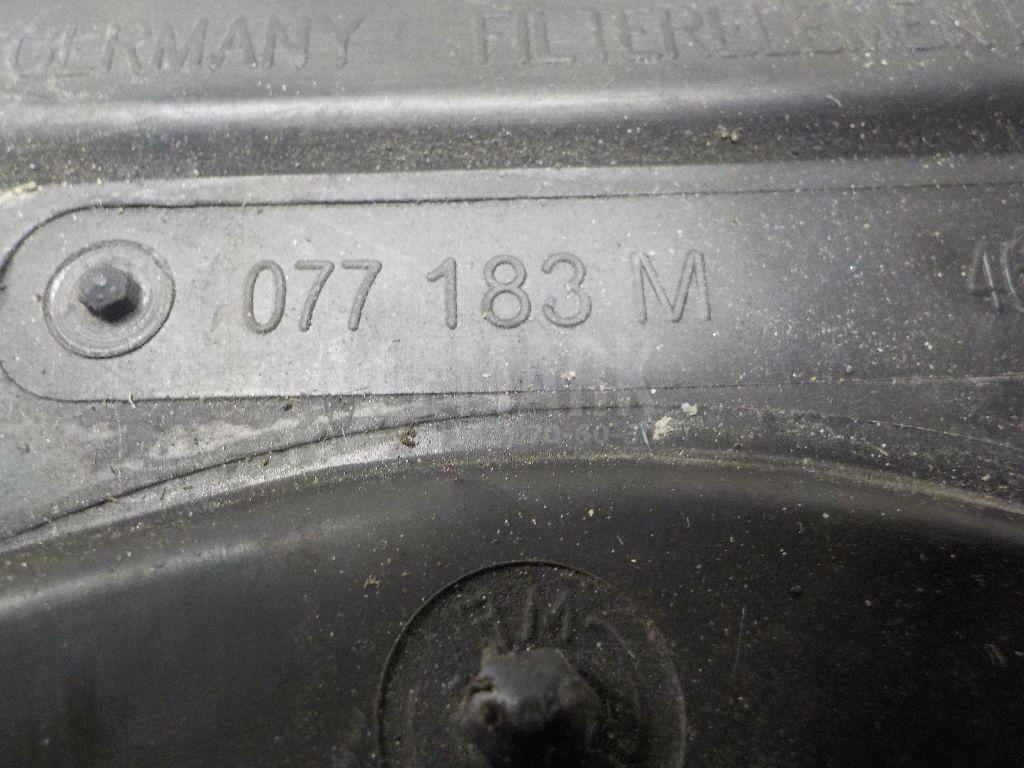 GERMANY FILTERELEMENT
077 183 M